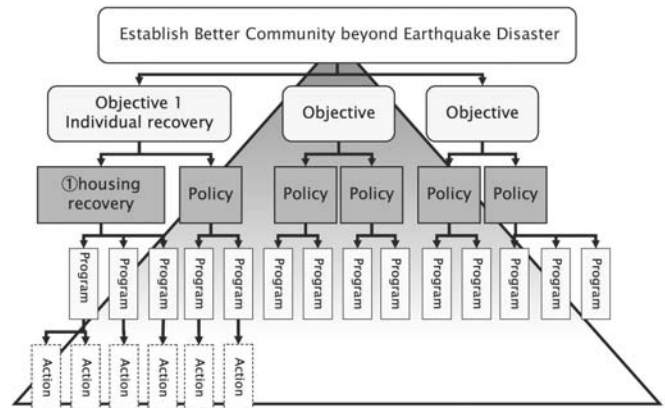 Establish Better Community beyond Earthquake Disaster
Objective 1
Individual recovery
Objective
Objective
①housing
recovery
Policy
Policy
Policy
Policy
Policy
Program
Program
Program
Program
Program
Program
Program
Program
Program
Program
Program
Program
Program
Program
Action
Action
Action
Action
Action
Action